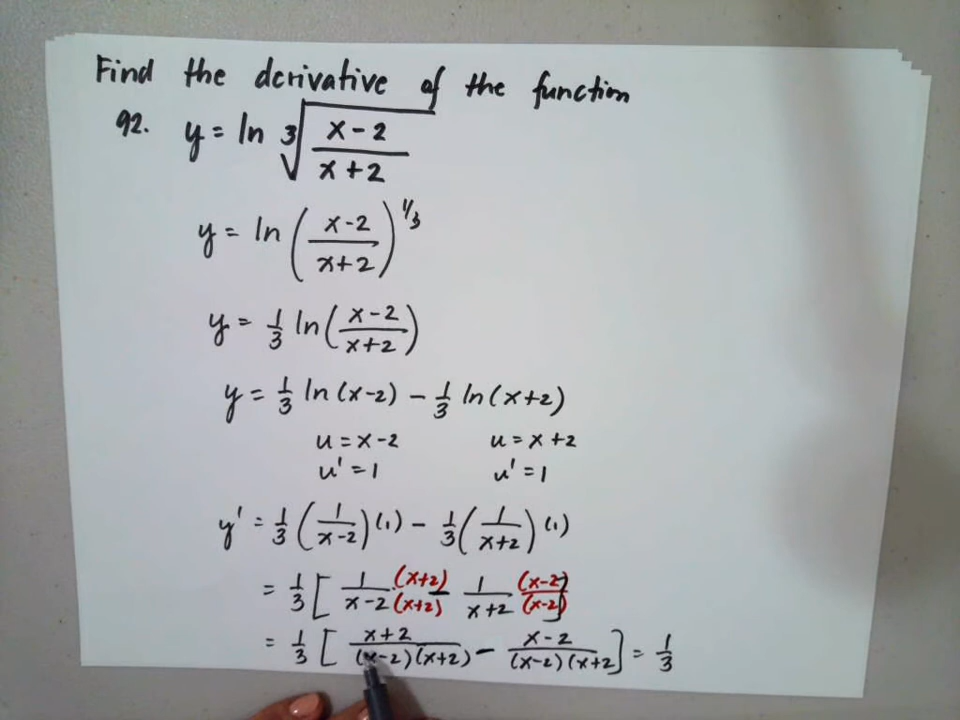 Find the derivative of the function
92. y = ln ∛((x-2)/(x+2))
y = ln((x-2)/(x+2))^(1/3)
y = 1/3 ln((x-2)/(x+2))
y = 1/3 ln(x-2) - 1/3 ln(x+2)
u = x-2 u = x+2
u' = 1 u' = 1
y' = 1/3 (1/(x-2))(1) - 1/3 (1/(x+2))(1)
= 1/3 [1/(x-2) · (x+2)/(x+2) - 1/(x+2) (x-2)/(x-2)]
= 1/3 [(x+2)/((x-2)(x+2)) - (x-2)/((x-2)(x+2))] = 1/3